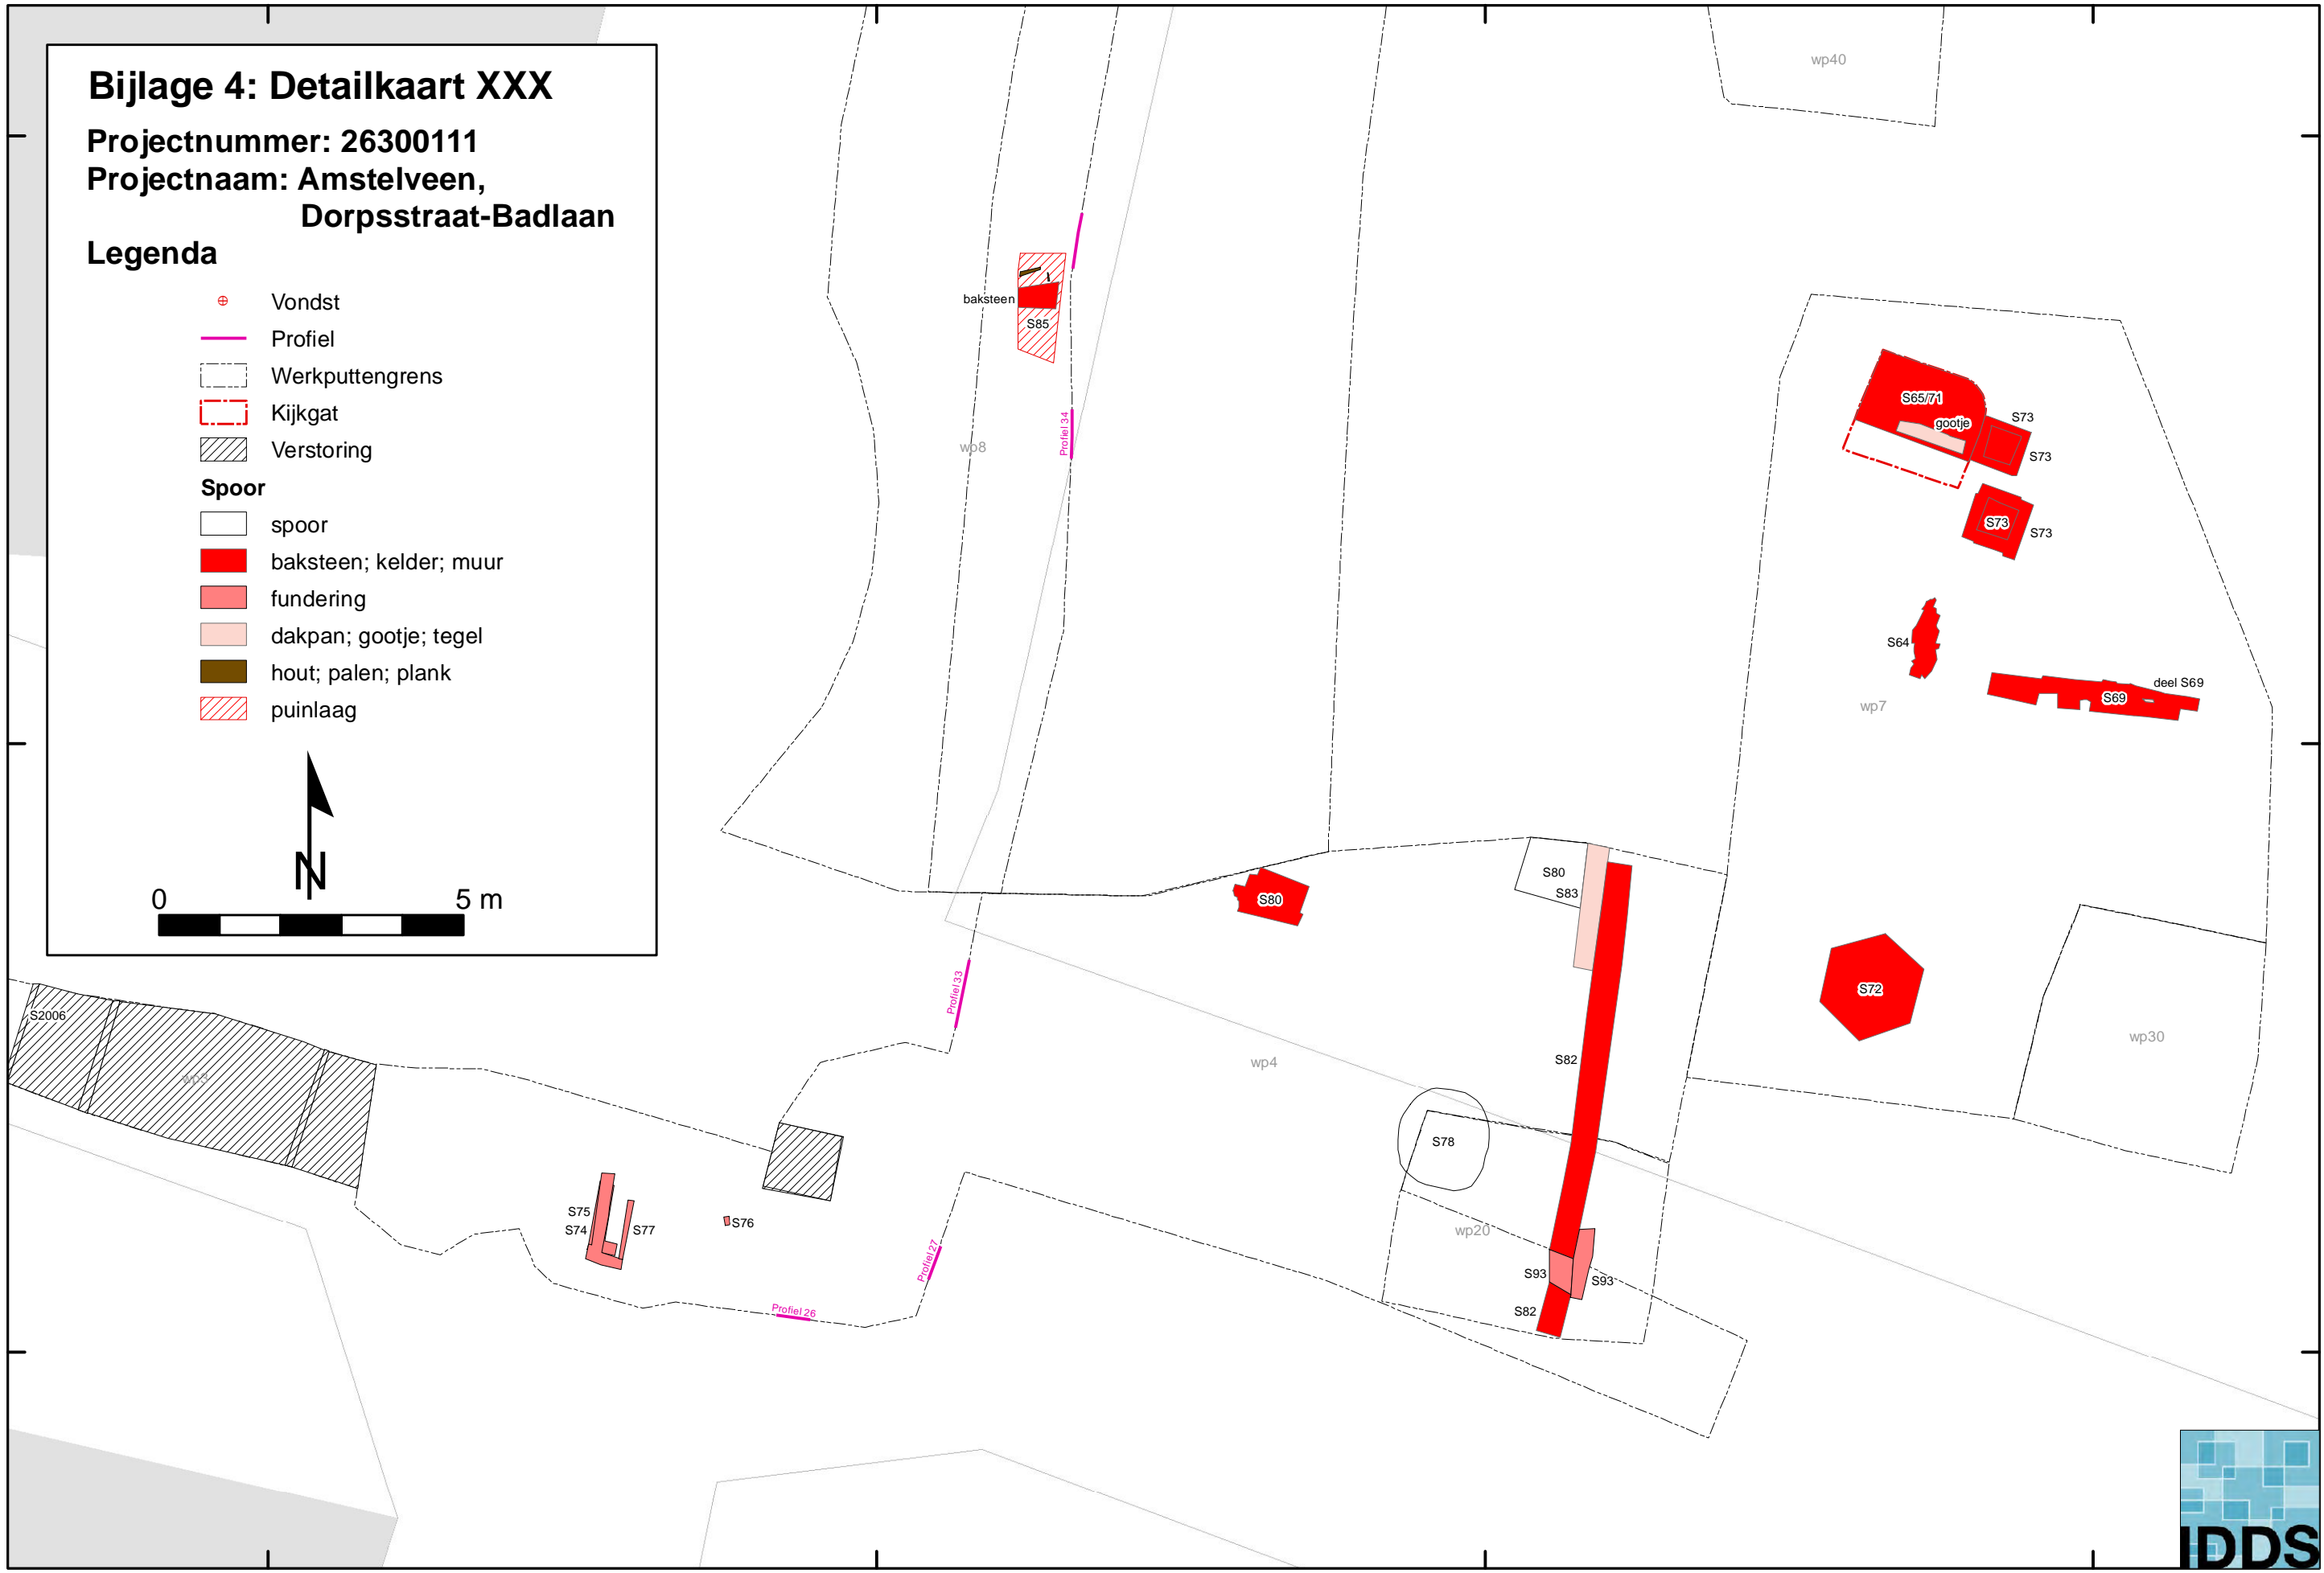 Bijlage 4: Detailkaart XXX
Projectnummer: 26300111
Projectnaam: Amstelveen,
Dorpsstraat-Badlaan
Legenda
Vondst
Profiel
Werkputtengrens
Kijkgat
Verstoring
Spoor
spoor
baksteen; kelder; muur
fundering
dakpan; gootje; tegel
hout; palen; plank
puinlaag
N
0 5 m
wp40
baksteen
S85
wp8
Profiel 34
S65/71
gootje
S73
S73
S73
S73
S64
deel S69
S69
wp7
S80
S80
S83
S72
Profiel 33
S2006
wp3
wp4
S82
wp30
S78
S75
S74
S77
S76
wp20
Profiel 27
Profiel 26
S93
S93
S82
IDDS